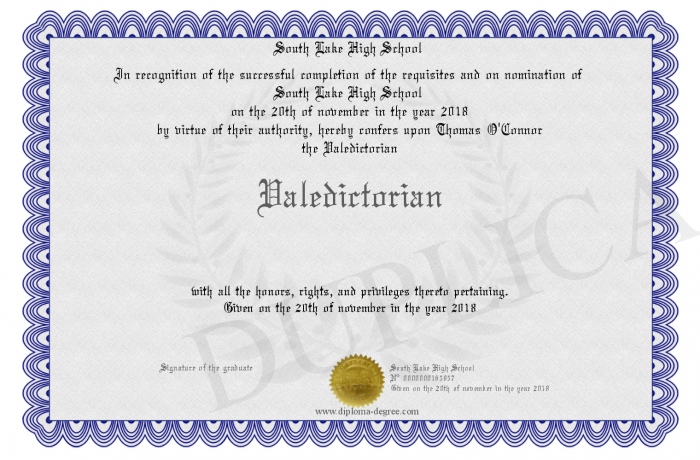 South Lake High School
In recognition of the successful completion of the requisites and on nomination of
South Lake High School
on the 20th of november in the year 2018
by virtue of their authority, hereby confers upon Thomas O'Connor
the Valedictorian
Valedictorian
with all the honors, rights, and privileges thereto pertaining.
Given on the 20th of november in the year 2018
DUPLICA
Signature of the graduate
South Lake High School
Given on the 20th of november in the year 2018
www.diploma-degree.com